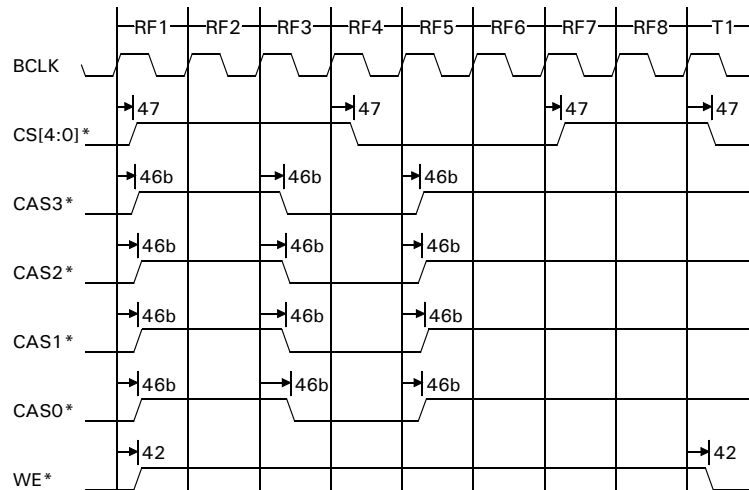 RF1 RF2 RF3 RF4 RF5 RF6 RF7 RF8 T1
BCLK
47 47 47 47
CS[4:0]*
46b 46b 46b
CAS3*
46b 46b 46b
CAS2*
46b 46b 46b
CAS1*
46b 46b 46b
CAS0*
42 42
WE*